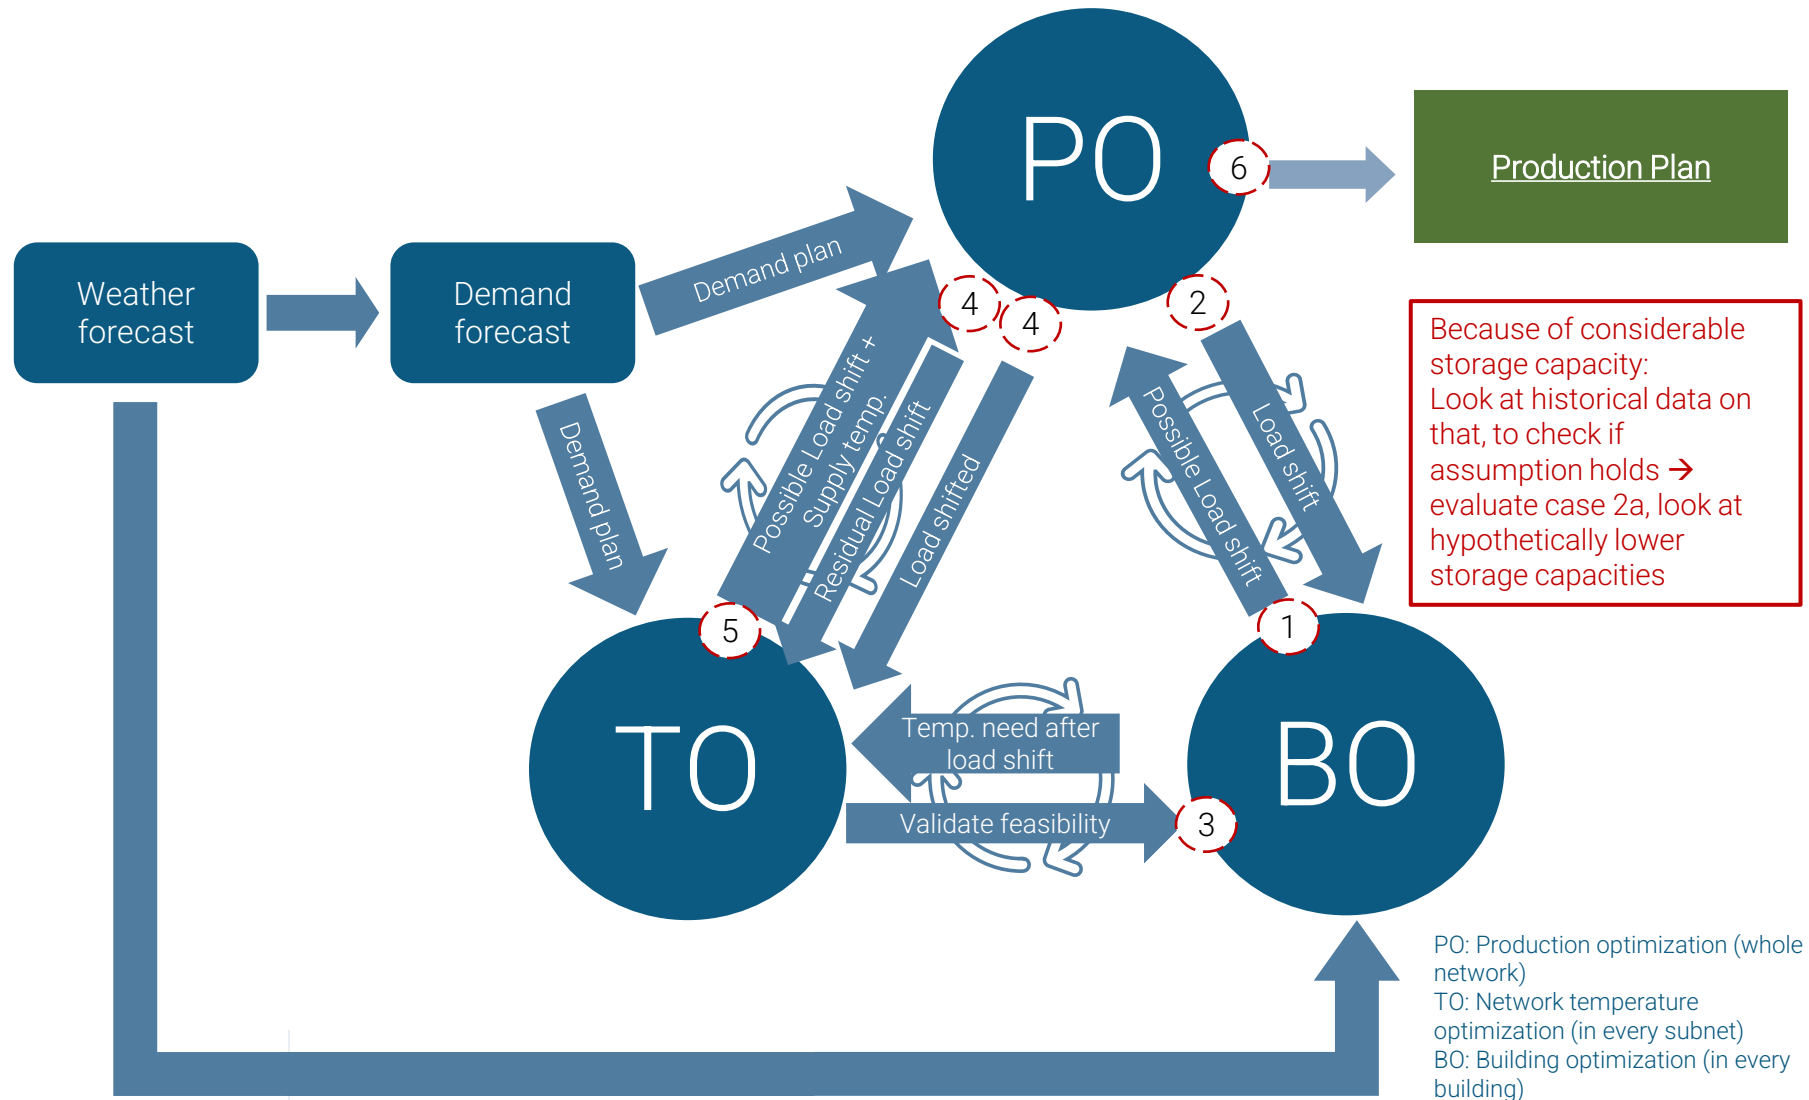 PO
6
Production Plan
Weather
forecast
Demand
forecast
Demand plan
4
4
2
Because of considerable
storage capacity:
Look at historical data on
that, to check if
assumption holds →
evaluate case 2a, look at
hypothetically lower
storage capacities
Demand plan
Possible Load shift +
Supply temp.
Residual Load shift
Load shifted
Possible Load shift
Load shift
5
1
TO
Temp. need after
load shift
Validate feasibility
3
BO
PO: Production optimization (whole
network)
TO: Network temperature
optimization (in every subnet)
BO: Building optimization (in every
building)